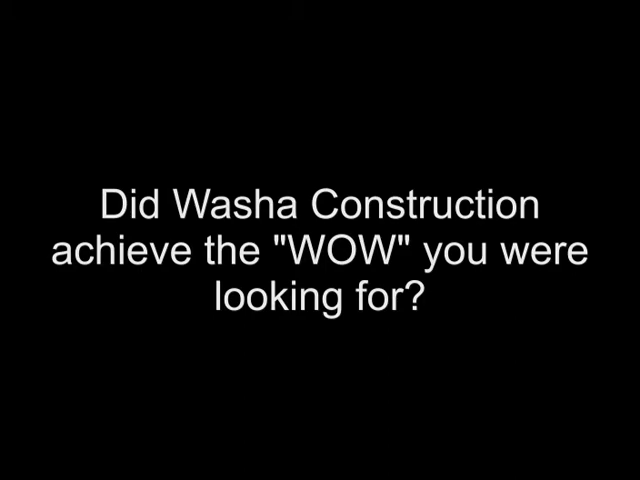 Did Washa Construction
achieve the "WOW" you were
looking for?